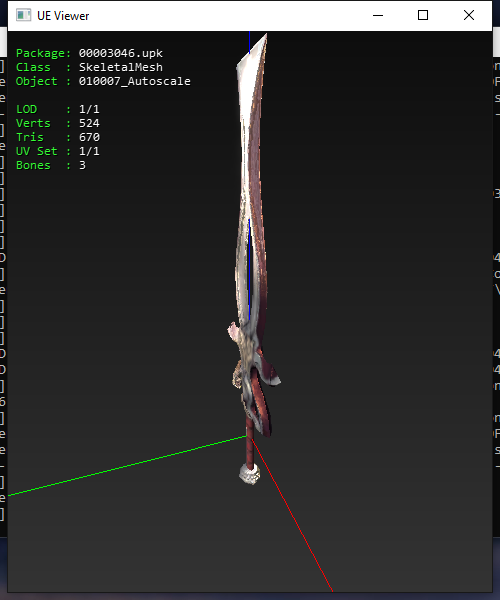 UE Viewer
Package: 00003046.upk
Class  : SkeletalMesh
Object : 010007_Autoscale
LOD    : 1/1
Verts  : 524
Tris   : 670
UV Set : 1/1
Bones  : 3